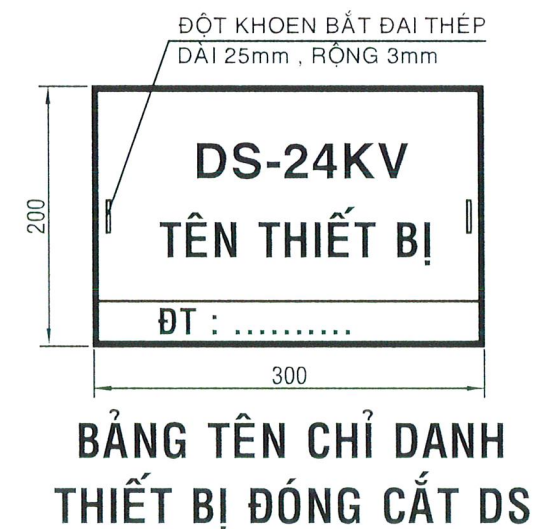 ĐỘT KHOEN BẮT ĐAI THÉP
DÀI 25mm , RỘNG 3mm
DS-24KV
200
TÊN THIẾT BỊ
ĐT : ..........
300
BẢNG TÊN CHỈ DANH
THIẾT BỊ ĐÓNG CẮT DS